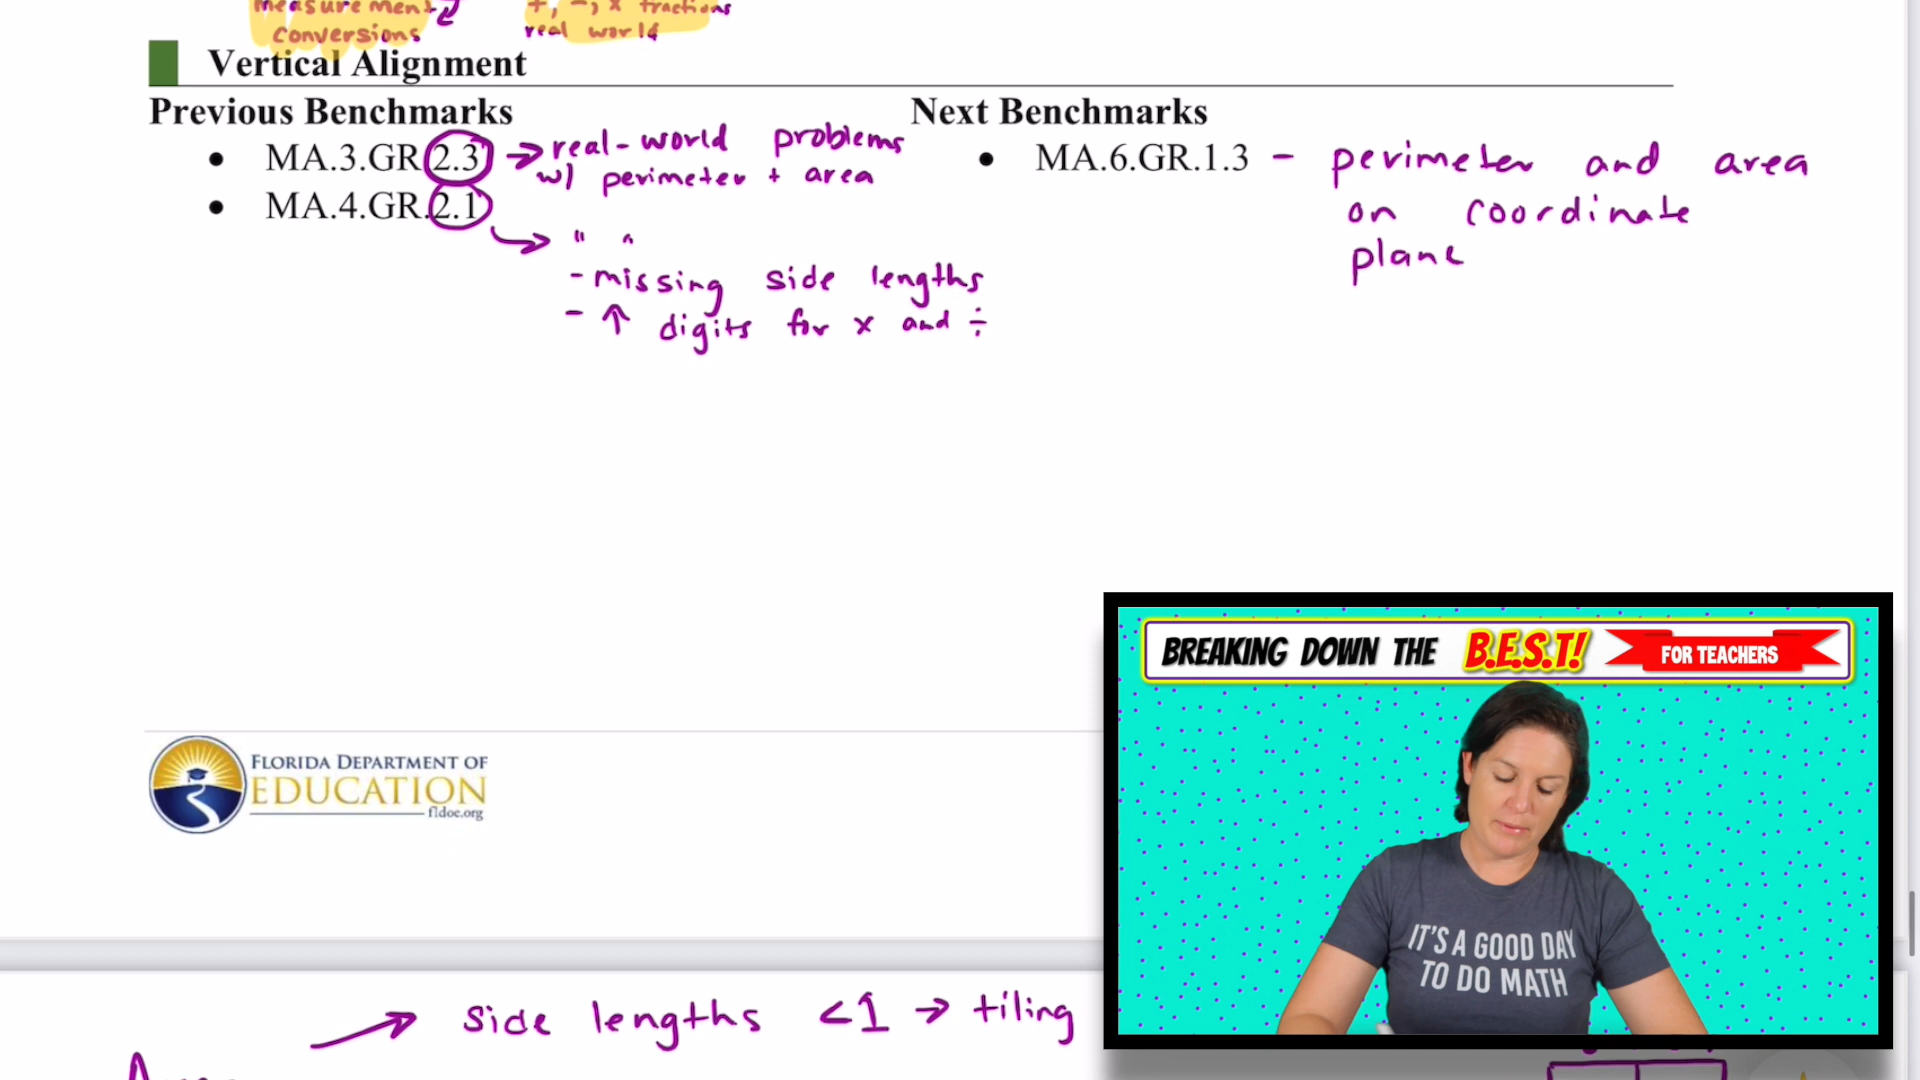 measurement +, -, x fractions
conversions real world
Vertical Alignment
Previous Benchmarks
• MA.3.GR.2.3 → real-world problems
w/ perimeter + area
• MA.4.GR.2.1
→ " "
- missing side lengths
- ↑ digits for x and ÷
Next Benchmarks
• MA.6.GR.1.3 - perimeter and area
on coordinate
plane
FLORIDA DEPARTMENT OF
EDUCATION
fldoe.org
BREAKING DOWN THE B.E.S.T! FOR TEACHERS
IT'S A GOOD DAY
TO DO MATH
→ side lengths <1 → tiling